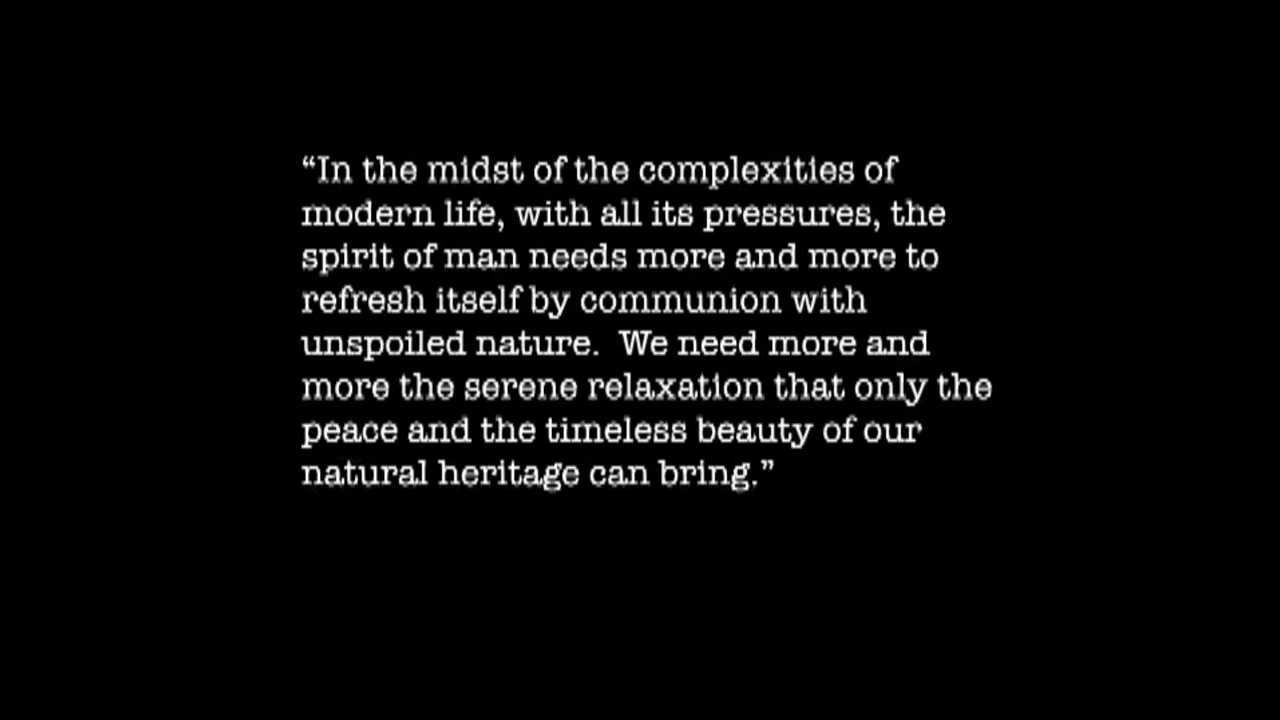 “In the midst of the complexities of
modern life, with all its pressures, the
spirit of man needs more and more to
refresh itself by communion with
unspoiled nature.  We need more and
more the serene relaxation that only the
peace and the timeless beauty of our
natural heritage can bring.”